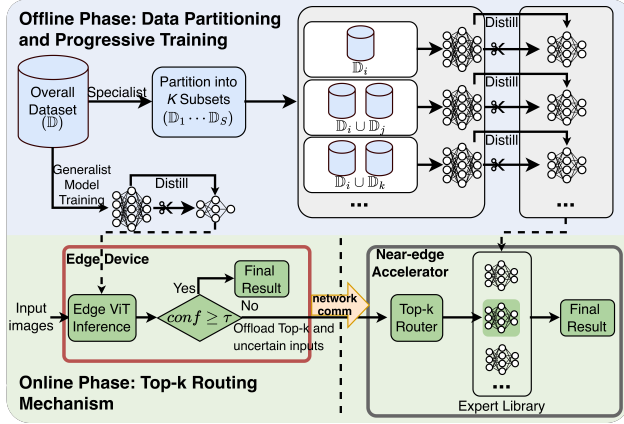 Offline Phase: Data Partitioning
and Progressive Training
Overall
Dataset
(𝔻)
Specialist
Partition into
K Subsets
(𝔻₁ ⋯ 𝔻_S)
𝔻ᵢ
𝔻ᵢ ∪ 𝔻ⱼ
𝔻ᵢ ∪ 𝔻ₖ
...
Distill
Distill
Distill
...
Generalist
Model
Training
Distill
Edge Device
Input
images
Edge ViT
Inference
Yes
Final
Result
conf ≥ τ
No
Offload Top-k and
uncertain inputs
network
comm
Near-edge
Accelerator
Top-k
Router
...
Expert Library
Final
Result
Online Phase: Top-k Routing
Mechanism